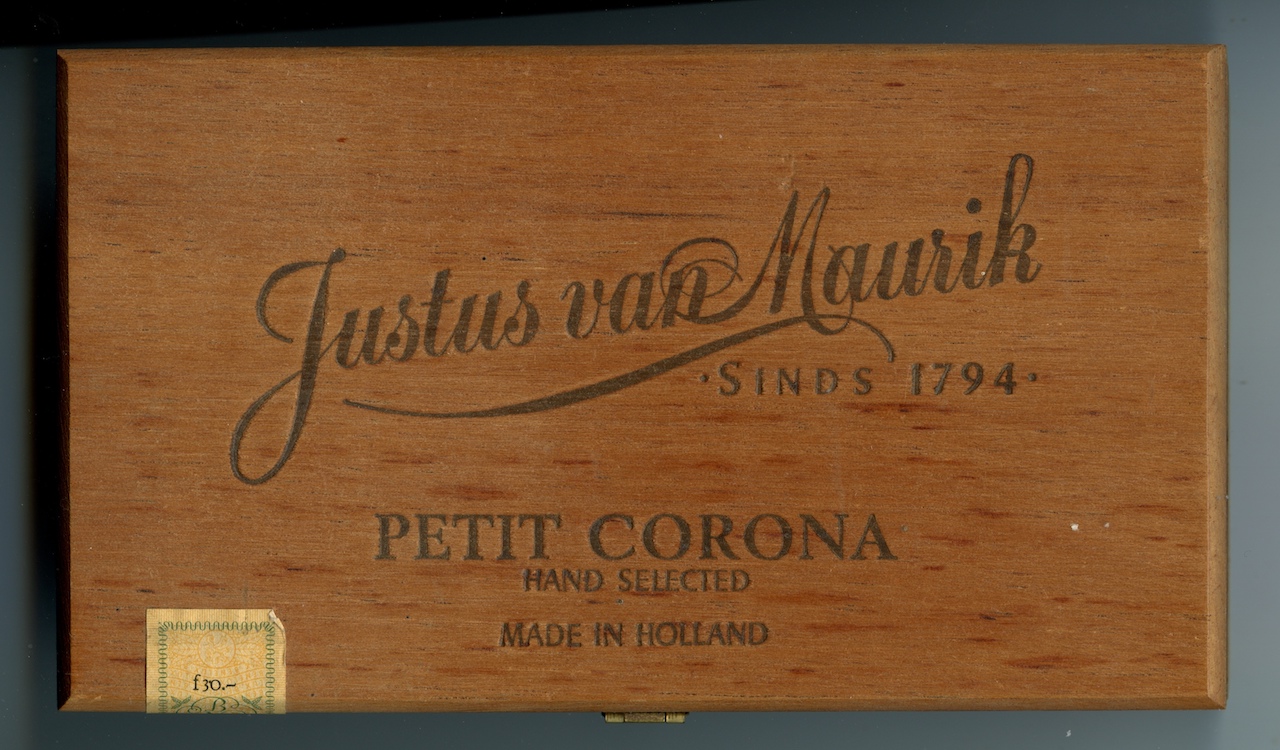 Justus van Maurik
·SINDS 1794·
PETIT CORONA
HAND SELECTED
MADE IN HOLLAND
f30.-
B